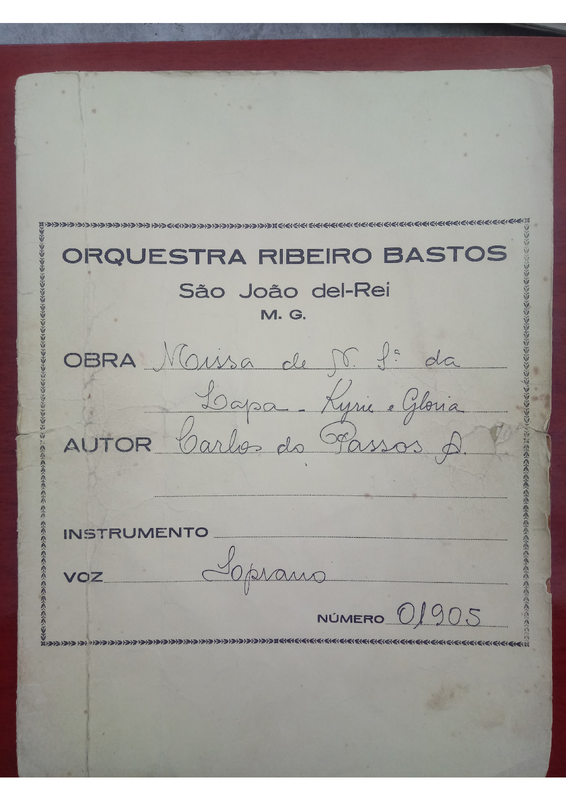 ORQUESTRA RIBEIRO BASTOS
São João del-Rei
M. G.
OBRA Missa de N. Sª da
Lapa - Kyrie e Gloria
AUTOR Carlos do Passos A.
INSTRUMENTO
VOZ Soprano
NÚMERO 01905